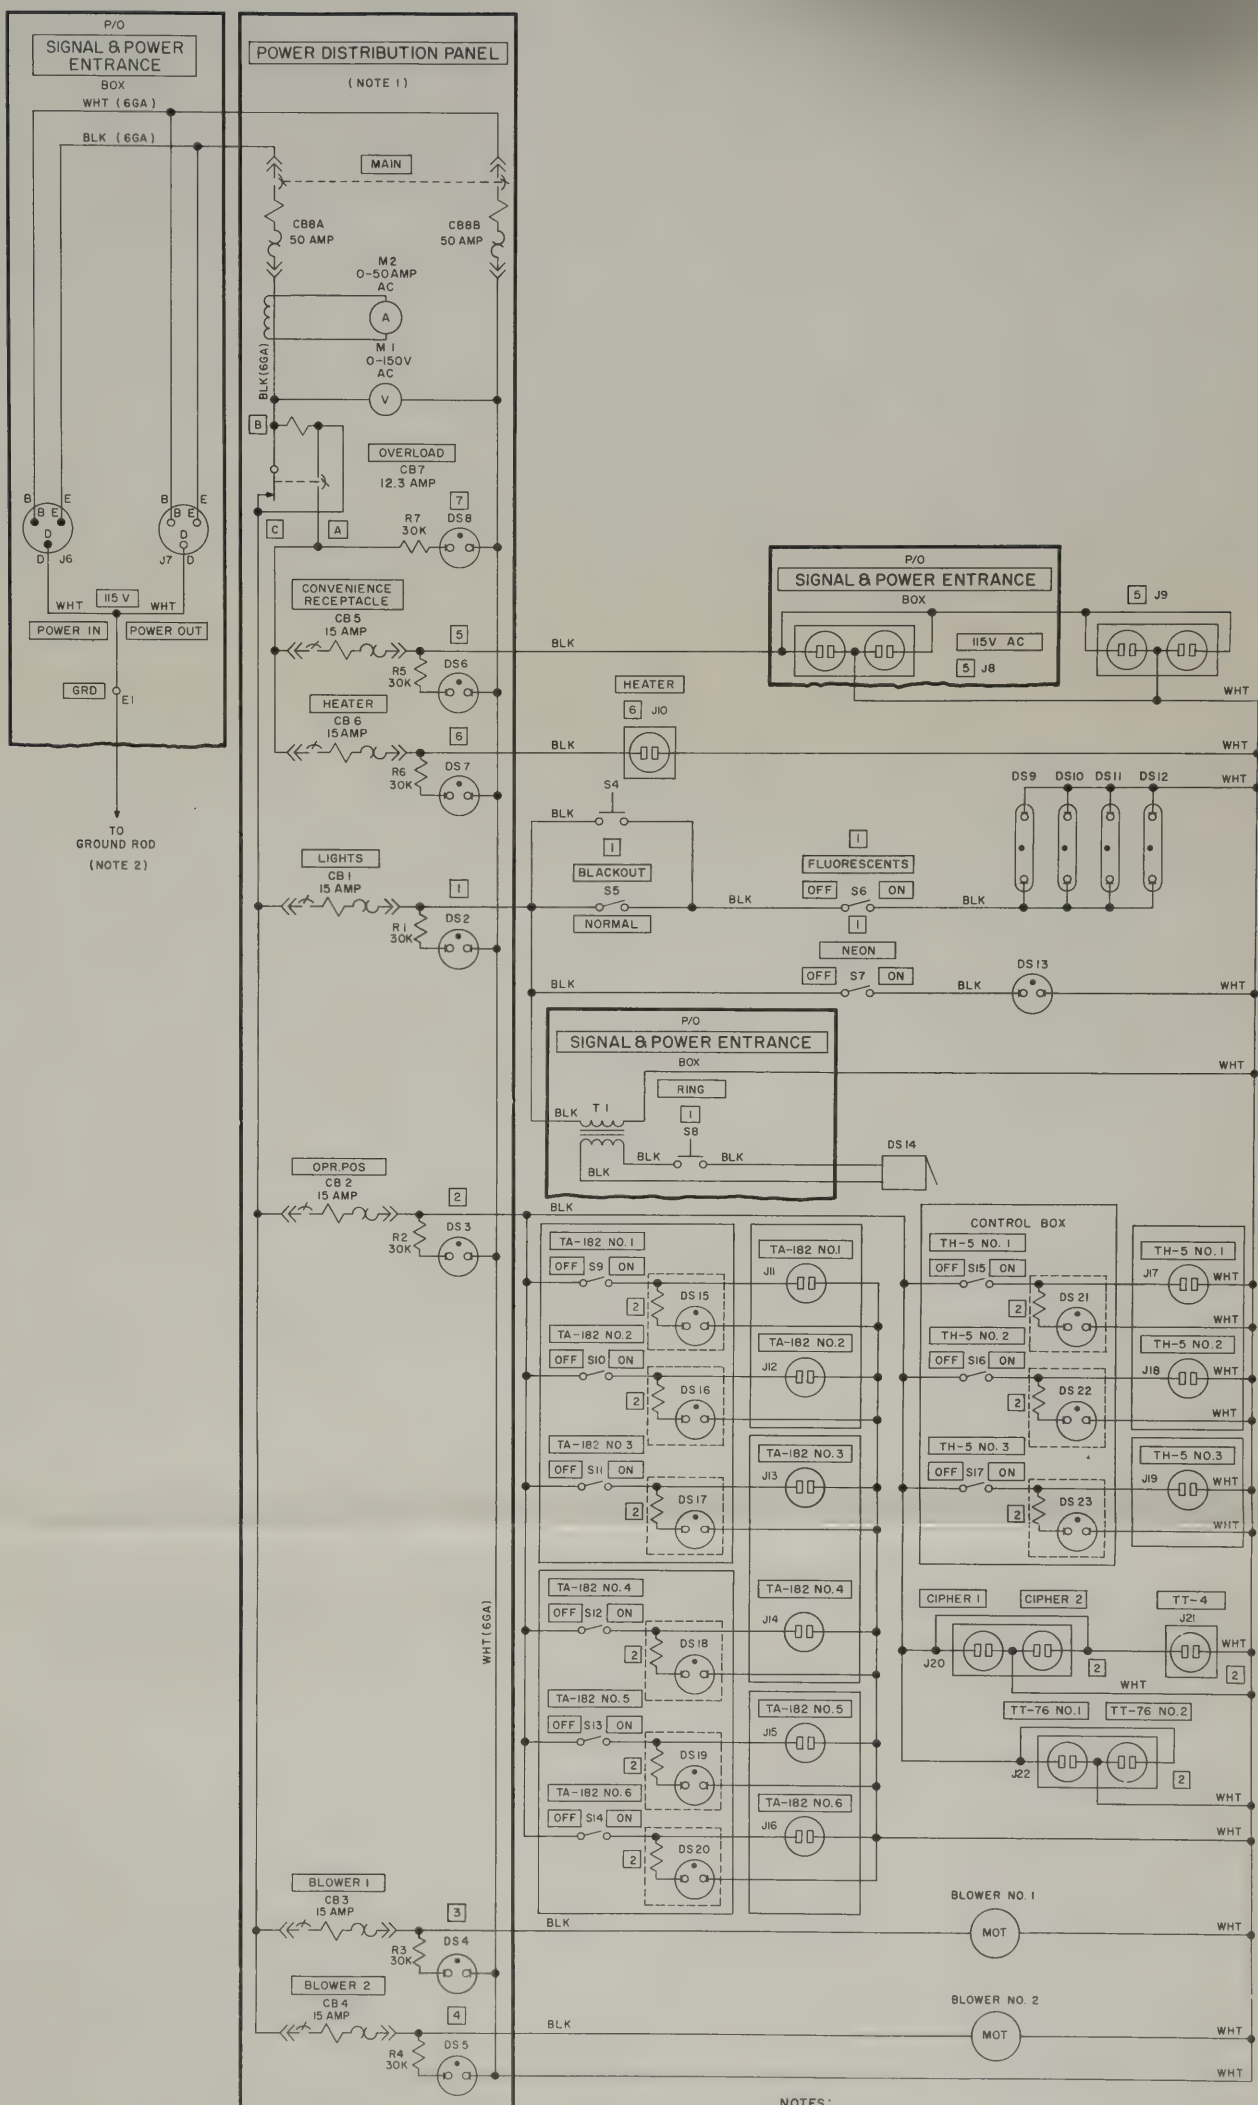 P/O
SIGNAL & POWER
ENTRANCE
BOX
WHT (6GA)
BLK (6GA)
B E
B E
D
D J6
B E
B E
D
J7 D
WHT
115 V
WHT
POWER IN
POWER OUT
GRD
E1
TO
GROUND ROD
(NOTE 2)
POWER DISTRIBUTION PANEL
(NOTE 1)
MAIN
CB8A
50 AMP
CB8B
50 AMP
M2
0-50AMP
AC
A
M1
0-150V
AC
V
BLK (6GA)
B
OVERLOAD
CB7
12.3 AMP
C
A
7
R7
30K
DS8
CONVENIENCE
RECEPTACLE
CB5
15 AMP
5
R5
30K
DS6
HEATER
CB 6
15AMP
6
R6
30K
DS7
LIGHTS
CB 1
15 AMP
1
R1
30K
DS2
OPR.POS
CB 2
15 AMP
2
R2
30K
DS3
WHT (6GA)
BLOWER 1
CB3
15 AMP
3
R3
30K
DS4
BLOWER 2
CB4
15 AMP
4
R4
30K
DS5
BLK
P/O
SIGNAL & POWER ENTRANCE
BOX
115V AC
5 J8
5 J9
WHT
HEATER
6 J10
BLK
WHT
S4
BLK
1
BLACKOUT
S5
NORMAL
BLK
1
FLUORESCENTS
OFF S6 ON
BLK
DS9 DS10 DS11 DS12
WHT
1
NEON
OFF S7 ON
BLK
BLK
DS13
WHT
P/O
SIGNAL & POWER ENTRANCE
BOX
RING
1
S8
BLK
T1
BLK
BLK
BLK
DS14
WHT
BLK
TA-182 NO.1
OFF S9 ON
2
DS15
TA-182 NO.2
OFF S10 ON
2
DS16
TA-182 NO 3
OFF S11 ON
2
DS17
TA-182 NO.4
OFF S12 ON
2
DS18
TA-182 NO.5
OFF S13 ON
2
DS19
TA-182 NO.6
OFF S14 ON
2
DS20
TA-182 NO.1
J11
TA-182 NO.2
J12
TA-182 NO.3
J13
TA-182 NO.4
J14
TA-182 NO.5
J15
TA-182 NO.6
J16
WHT
CONTROL BOX
TH-5 NO. 1
OFF S15 ON
2
DS 21
TH-5 NO. 2
OFF S16 ON
2
DS22
TH-5 NO. 3
OFF S17 ON
2
DS 23
TH-5 NO.1
J17
WHT
WHT
TH-5 NO.2
J18
WHT
WHT
TH-5 NO.3
J19
WHT
WHT
CIPHER 1
CIPHER 2
J20
2
WHT
TT-4
J21
WHT
2
TT-76 NO.1
TT-76 NO.2
J22
2
WHT
BLK
BLOWER NO. 1
MOT
WHT
BLK
BLOWER NO. 2
MOT
WHT
WHT
NOTES: